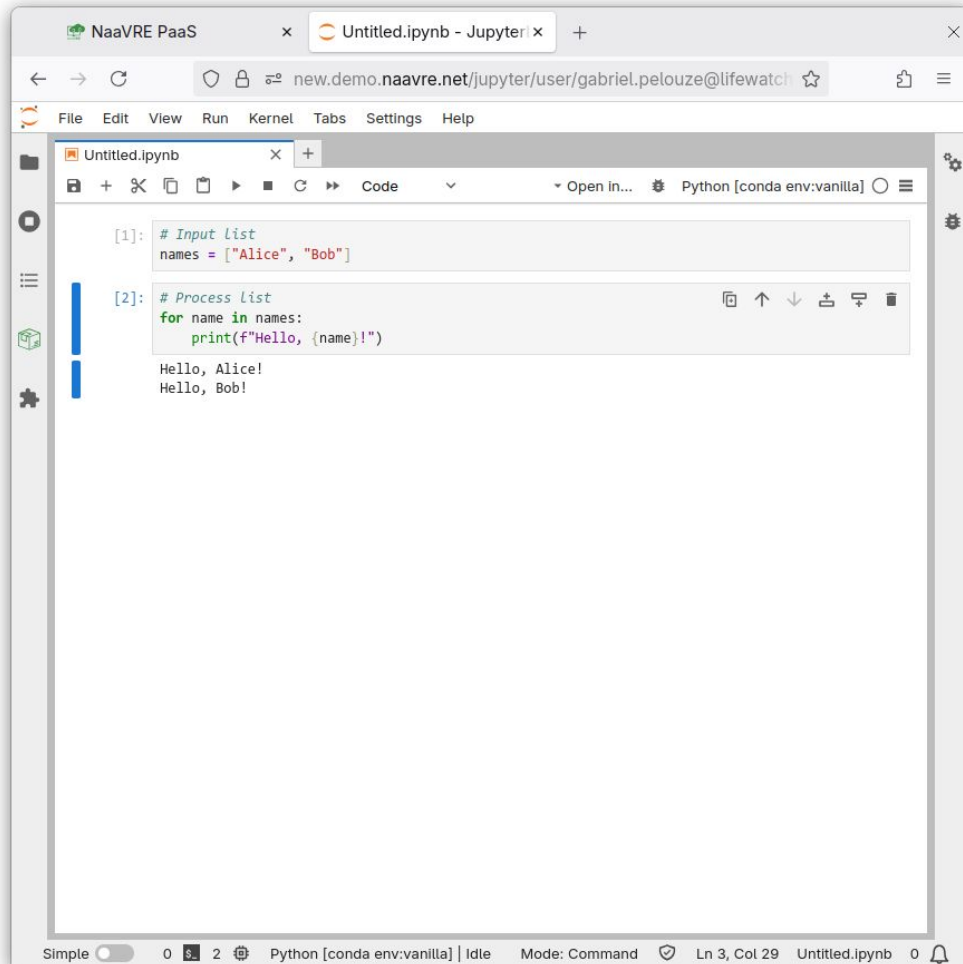 NaaVRE PaaS
Untitled.ipynb - Jupyter
new.demo.naavre.net/jupyter/user/gabriel.pelouze@lifewatch
File Edit View Run Kernel Tabs Settings Help
Untitled.ipynb
Code Open in... Python [conda env:vanilla]
[1]: # Input list
names = ["Alice", "Bob"]
[2]: # Process list
for name in names:
    print(f"Hello, {name}!")
Hello, Alice!
Hello, Bob!
Simple 0 $_ 2 Python [conda env:vanilla] | Idle Mode: Command Ln 3, Col 29 Untitled.ipynb 0